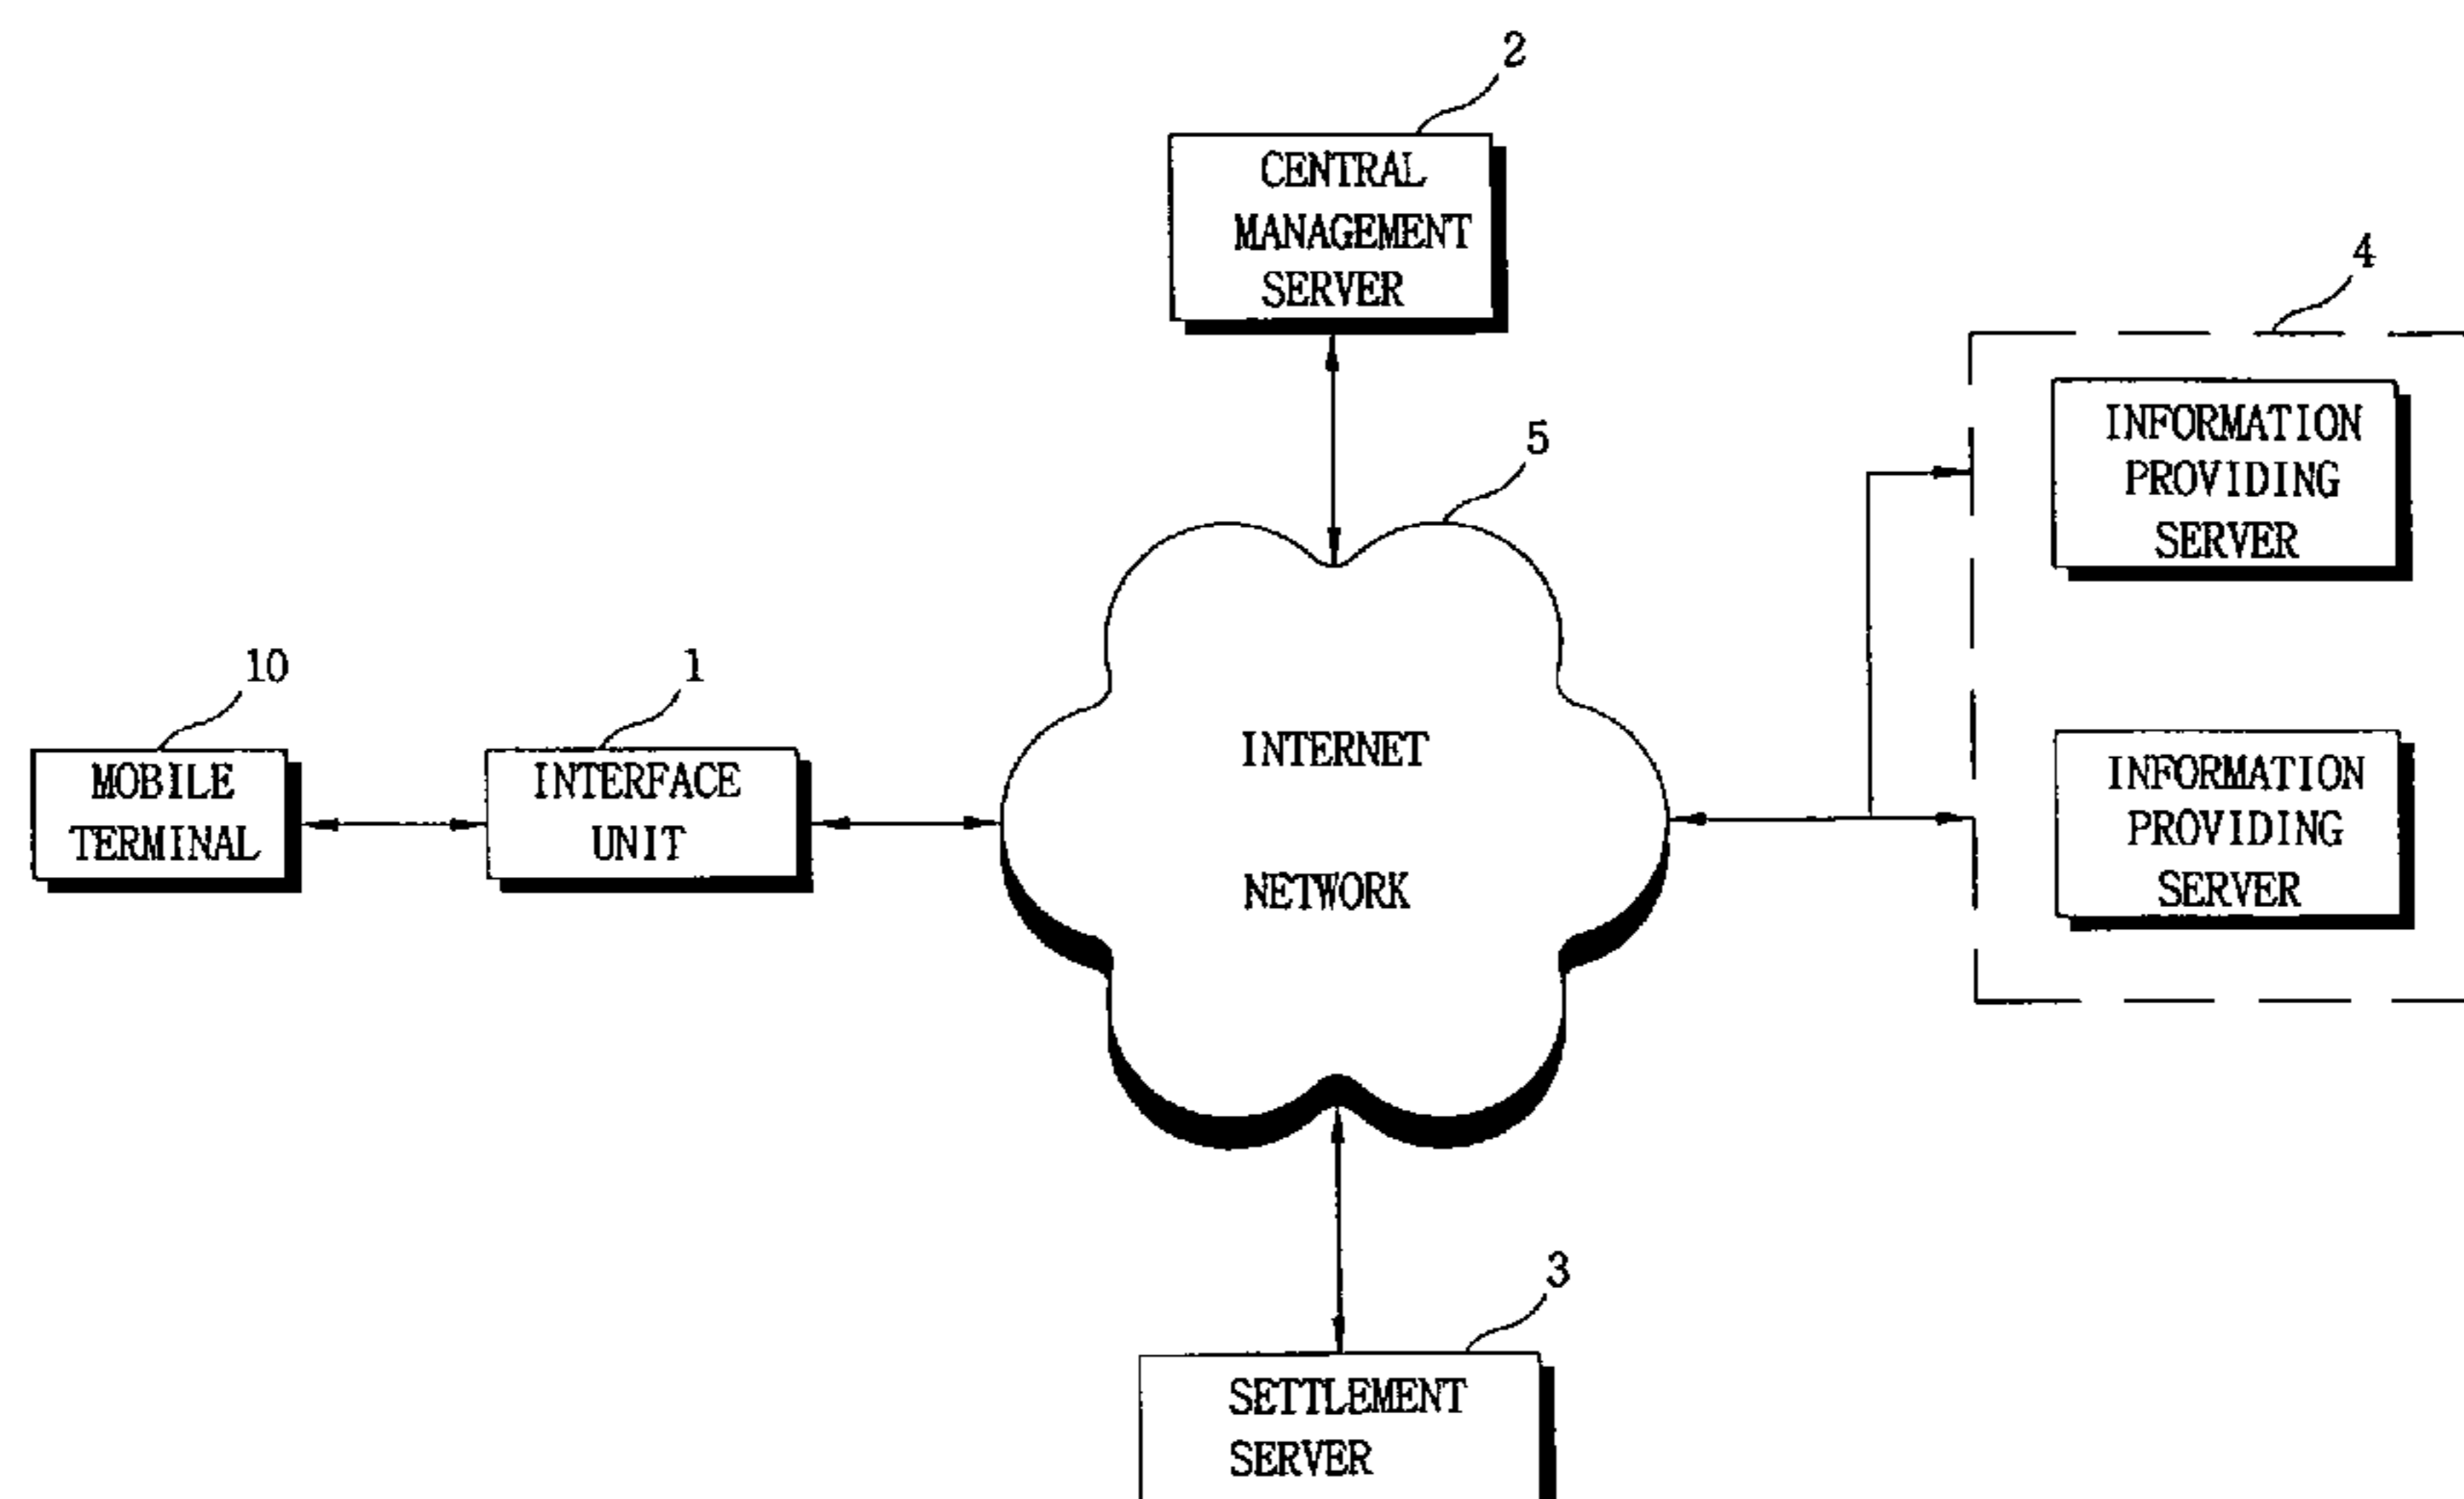 2
CENTRAL
MANAGEMENT
SERVER
4
INFORMATION
PROVIDING
SERVER
5
10
1
MOBILE
TERMINAL
INTERFACE
UNIT
INTERNET
NETWORK
INFORMATION
PROVIDING
SERVER
3
SETTLEMENT
SERVER